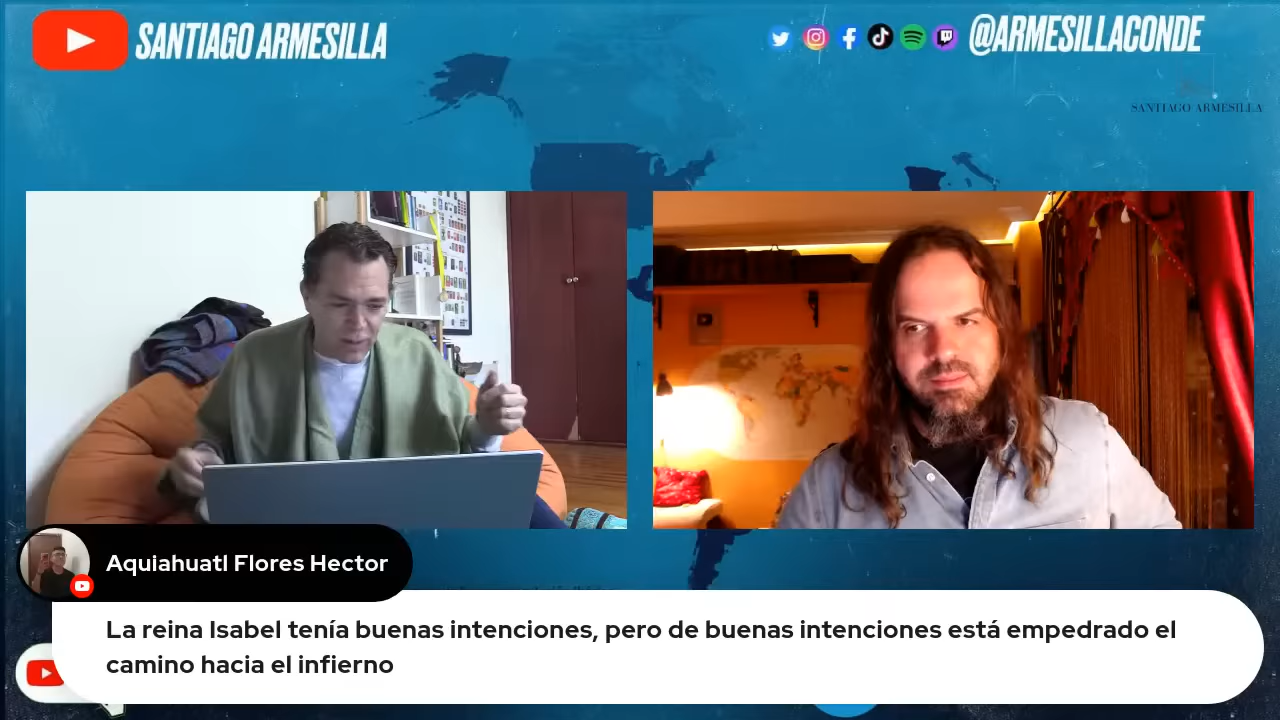 SANTIAGO ARMESILLA
@ARMESILLACONDE
SANTIAGO ARMESILLA
Aquiahuatl Flores Hector
La reina Isabel tenía buenas intenciones, pero de buenas intenciones está empedrado el
camino hacia el infierno